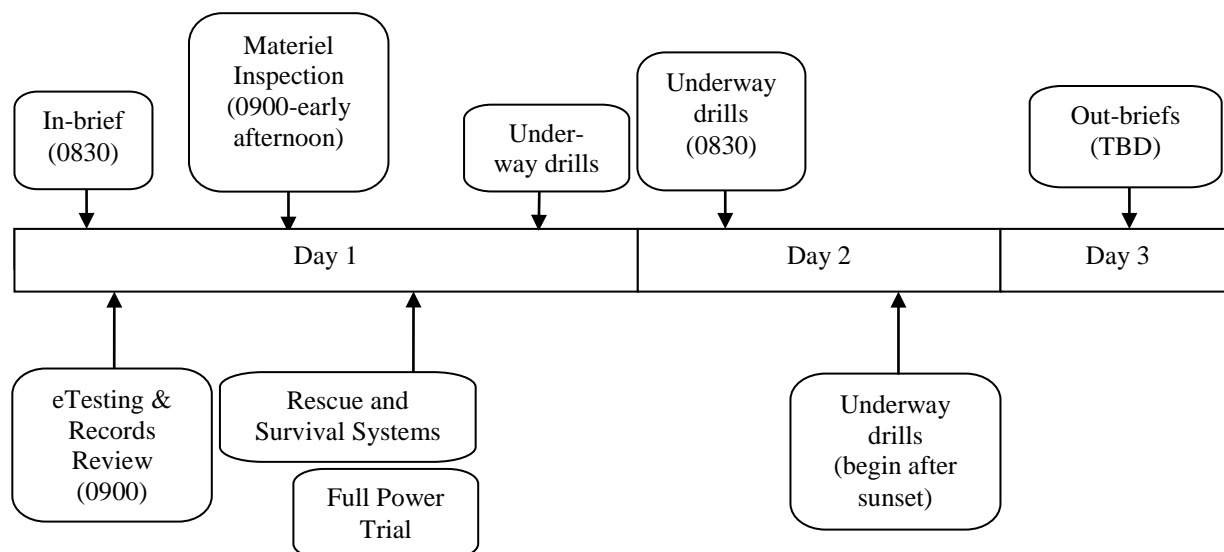 In-brief
(0830)
Materiel
Inspection
(0900-early
afternoon)
Under-
way drills
Underway
drills
(0830)
Out-briefs
(TBD)
Day 1
Day 2
Day 3
eTesting &
Records
Review
(0900)
Rescue and
Survival Systems
Full Power
Trial
Underway
drills
(begin after
sunset)